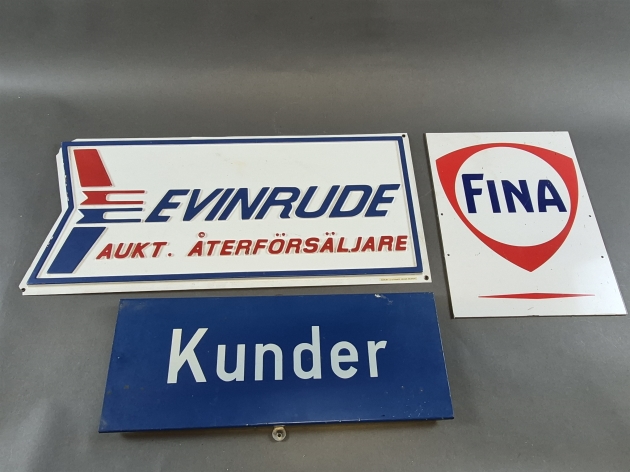 EVINRUDE
AUKT. ÅTERFÖRSÄLJARE
FINA
Kunder